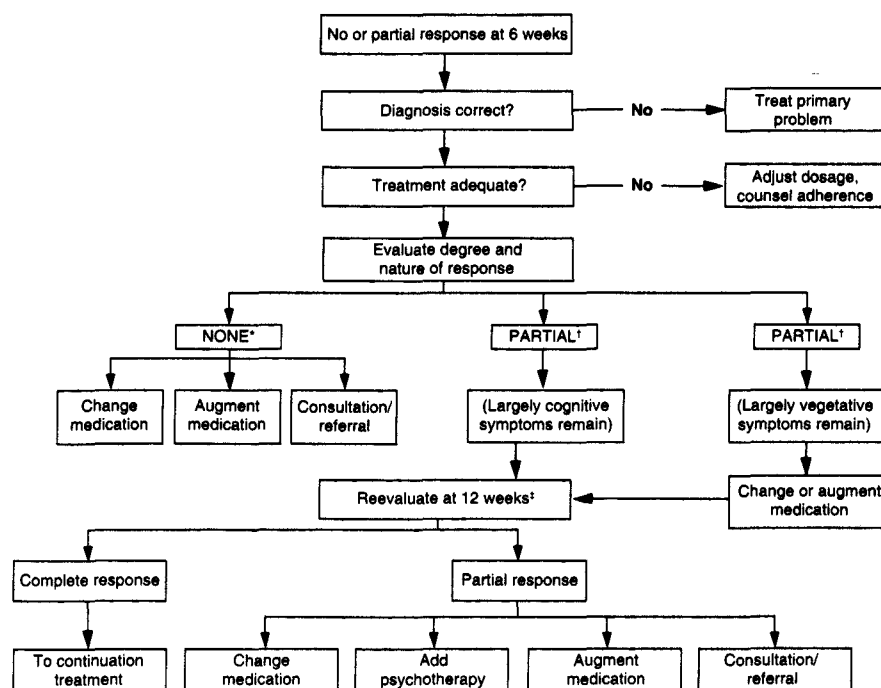 No or partial response at 6 weeks
Diagnosis correct?
No
Treat primary
problem
Treatment adequate?
No
Adjust dosage,
counsel adherence
Evaluate degree and
nature of response
NONE*
PARTIAL†
PARTIAL†
Change
medication
Augment
medication
Consultation/
referral
(Largely cognitive
symptoms remain)
(Largely vegetative
symptoms remain)
Reevaluate at 12 weeks‡
Change or augment
medication
Complete response
Partial response
To continuation
treatment
Change
medication
Add
psychotherapy
Augment
medication
Consultation/
referral